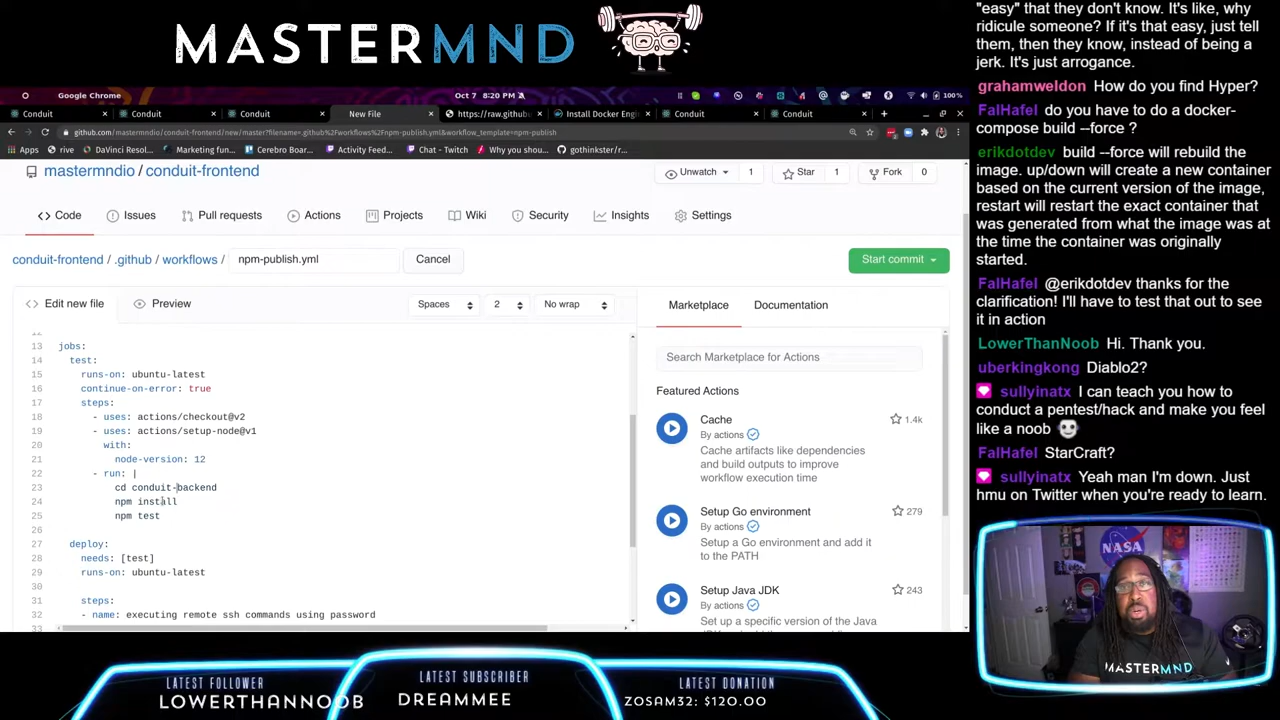 MASTERMND
Google Chrome
Oct 7 8:20 PM
100%
Conduit
Conduit
Conduit
New File
https://raw.githubus
Install Docker Eng
Conduit
Conduit
github.com/mastermndio/conduit-frontend/new/master?filename=.github%2Fworkflows%2Fnpm-publish.yml&workflow_template=npm-publish
Apps
rive
DaVinci Resol...
Marketing fun...
Cerebro Boar...
Activity Feed...
Chat - Twitch
Why you shou...
gothinkster/r...
mastermndio / conduit-frontend
Unwatch
1
Star
1
Fork
0
Code
Issues
Pull requests
Actions
Projects
Wiki
Security
Insights
Settings
conduit-frontend / .github / workflows /
npm-publish.yml
Cancel
Start commit
Edit new file
Preview
Spaces
2
No wrap
12
13 jobs:
14 test:
15 runs-on: ubuntu-latest
16 continue-on-error: true
17 steps:
18 - uses: actions/checkout@v2
19 - uses: actions/setup-node@v1
20 with:
21 node-version: 12
22 - run: |
23 cd conduit-backend
24 npm install
25 npm test
26
27 deploy:
28 needs: [test]
29 runs-on: ubuntu-latest
30
31 steps:
32 - name: executing remote ssh commands using password
33
Marketplace
Documentation
Search Marketplace for Actions
Featured Actions
Cache
1.4k
By actions
Cache artifacts like dependencies
and build outputs to improve
workflow execution time
Setup Go environment
279
By actions
Setup a Go environment and add it
to the PATH
Setup Java JDK
243
By actions
Set up a specific version of the Java
"easy" that they don't know. It's like, why
ridicule someone? If it's that easy, just tell
them, then they know, instead of being a
jerk. It's just arrogance.
grahamweldon How do you find Hyper?
FalHafel do you have to do a docker-
compose build --force ?
erikdotdev build --force will rebuild the
image. up/down will create a new container
based on the current version of the image,
restart will restart the exact container that
was generated from what the image was at
the time the container was originally
started.
FalHafel @erikdotdev thanks for the
clarification! I'll have to test that out to see
it in action
LowerThanNoob Hi. Thank you.
uberkingkong Diablo2?
sullyinatx I can teach you how to
conduct a pentest/hack and make you feel
like a noob
FalHafel StarCraft?
sullyinatx Yeah man I'm down. Just
hmu on Twitter when you're ready to learn.
NASA
MASTERMND
LATEST FOLLOWER
LOWERTHANNOOB
LATEST SUBSCRIBER
DREAMMEE
LATEST DONATION
ZOSAM32: $120.00